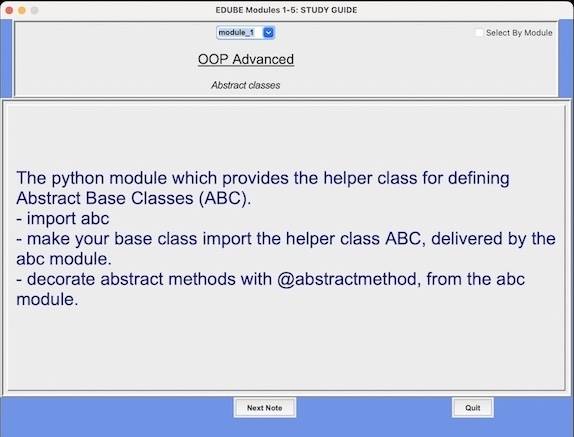 EDUBE Modules 1-5: STUDY GUIDE
module_1
Select By Module
OOP Advanced
Abstract classes
The python module which provides the helper class for defining
Abstract Base Classes (ABC).
- import abc
- make your base class import the helper class ABC, delivered by the
abc module.
- decorate abstract methods with @abstractmethod, from the abc
module.
Next Note
Quit